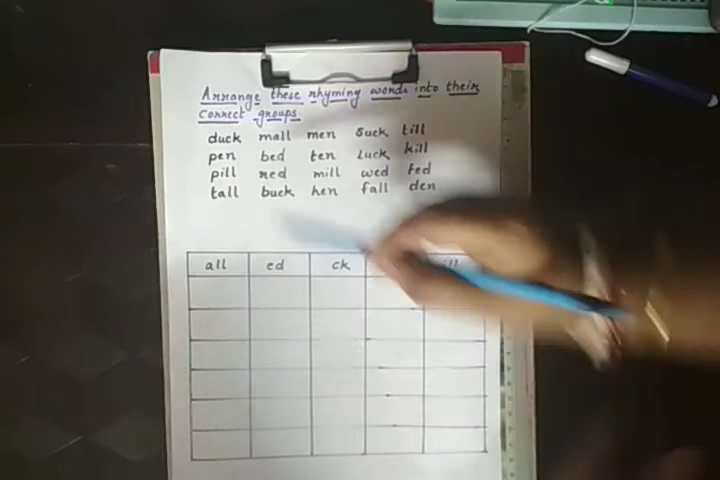 Arrange these rhyming words into their
correct groups
duck mall men suck till
pen bed ten luck kill
pill red mill wed fed
tall buck hen fall den
all ed ck ill